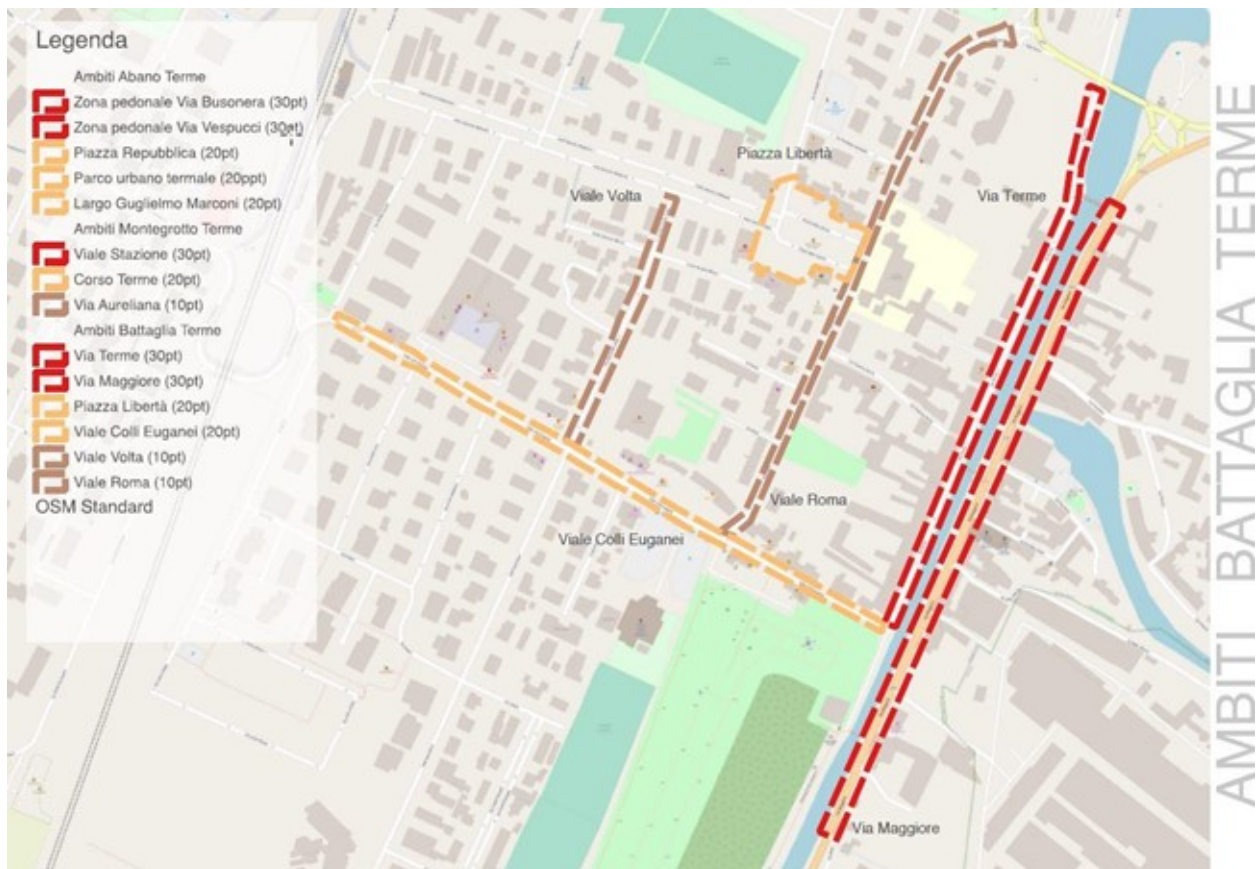 Legenda
Ambiti Abano Terme
Zona pedonale Via Busonera (30pt)
Zona pedonale Via Vespucci (30pt)
Piazza Repubblica (20pt)
Parco urbano termale (20ppt)
Largo Guglielmo Marconi (20pt)
Ambiti Montegrotto Terme
Viale Stazione (30pt)
Corso Terme (20pt)
Via Aureliana (10pt)
Ambiti Battaglia Terme
Via Terme (30pt)
Via Maggiore (30pt)
Piazza Libertà (20pt)
Viale Colli Euganei (20pt)
Viale Volta (10pt)
Viale Roma (10pt)
OSM Standard
Piazza Libertà
Viale Volta
Via Terme
Viale Roma
Viale Colli Euganei
Via Maggiore
AMBITI BATTAGLIA TERME